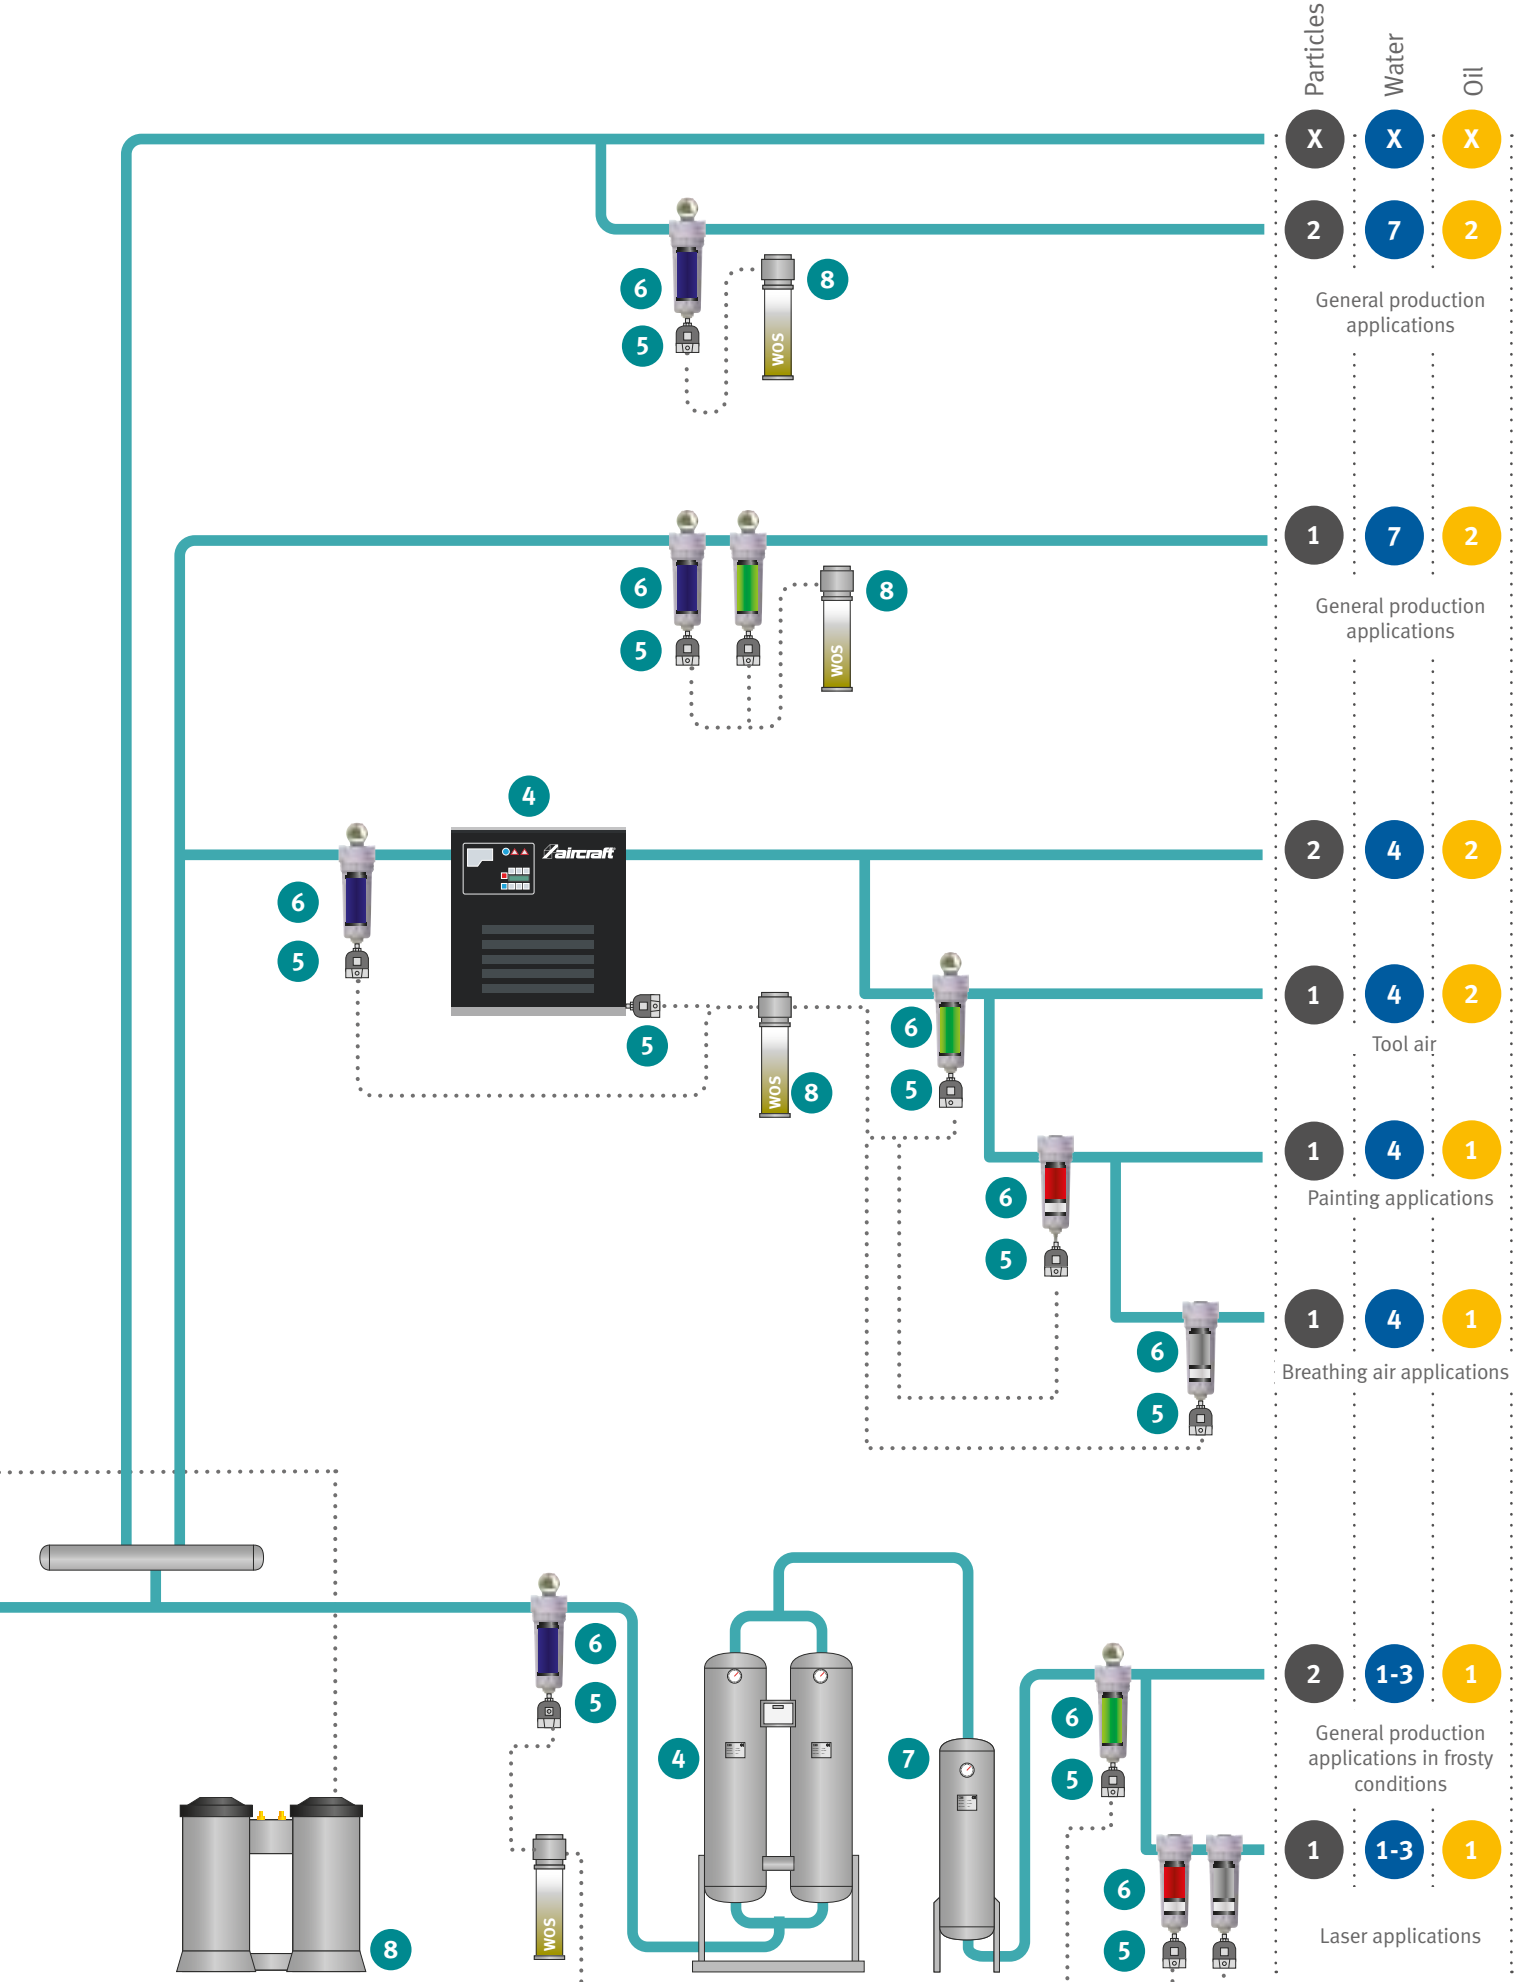 Particles
Water
Oil
X X X
2 7 2
6
8
General production
applications
5
WOS
1 7 2
6
8
General production
applications
5
WOS
4
aircraft
2 4 2
6
5
1 4 2
6
Tool air
5
8
WOS
5
1 4 1
6
Painting applications
5
1 4 1
6
Breathing air applications
5
6
2 1-3 1
5
6
General production
applications in frosty
conditions
4
7
5
1 1-3 1
6
Laser applications
WOS
8
5